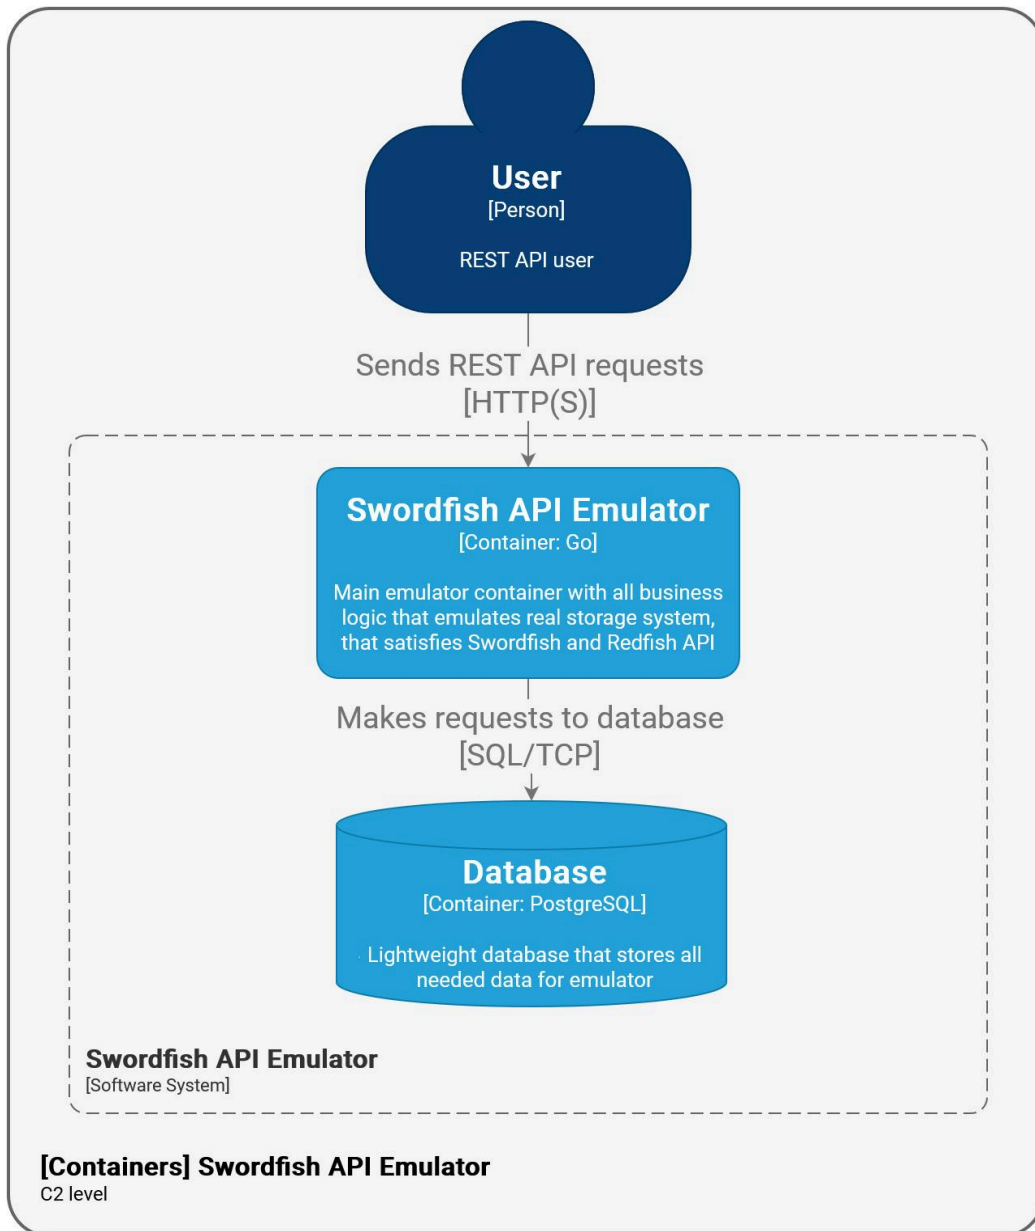 User
[Person]
REST API user
Sends REST API requests
[HTTP(S)]
Swordfish API Emulator
[Container: Go]
Main emulator container with all business
logic that emulates real storage system,
that satisfies Swordfish and Redfish API
Makes requests to database
[SQL/TCP]
Database
[Container: PostgreSQL]
Lightweight database that stores all
needed data for emulator
Swordfish API Emulator
[Software System]
[Containers] Swordfish API Emulator
C2 level